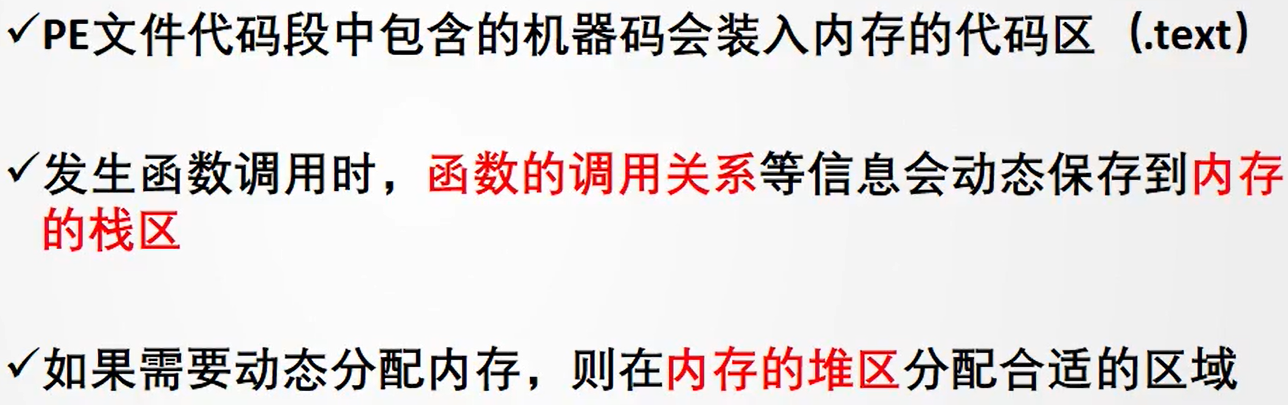 ✓PE文件代码段中包含的机器码会装入内存的代码区（.text）
✓发生函数调用时，函数的调用关系等信息会动态保存到内存
的栈区
✓如果需要动态分配内存，则在内存的堆区分配合适的区域